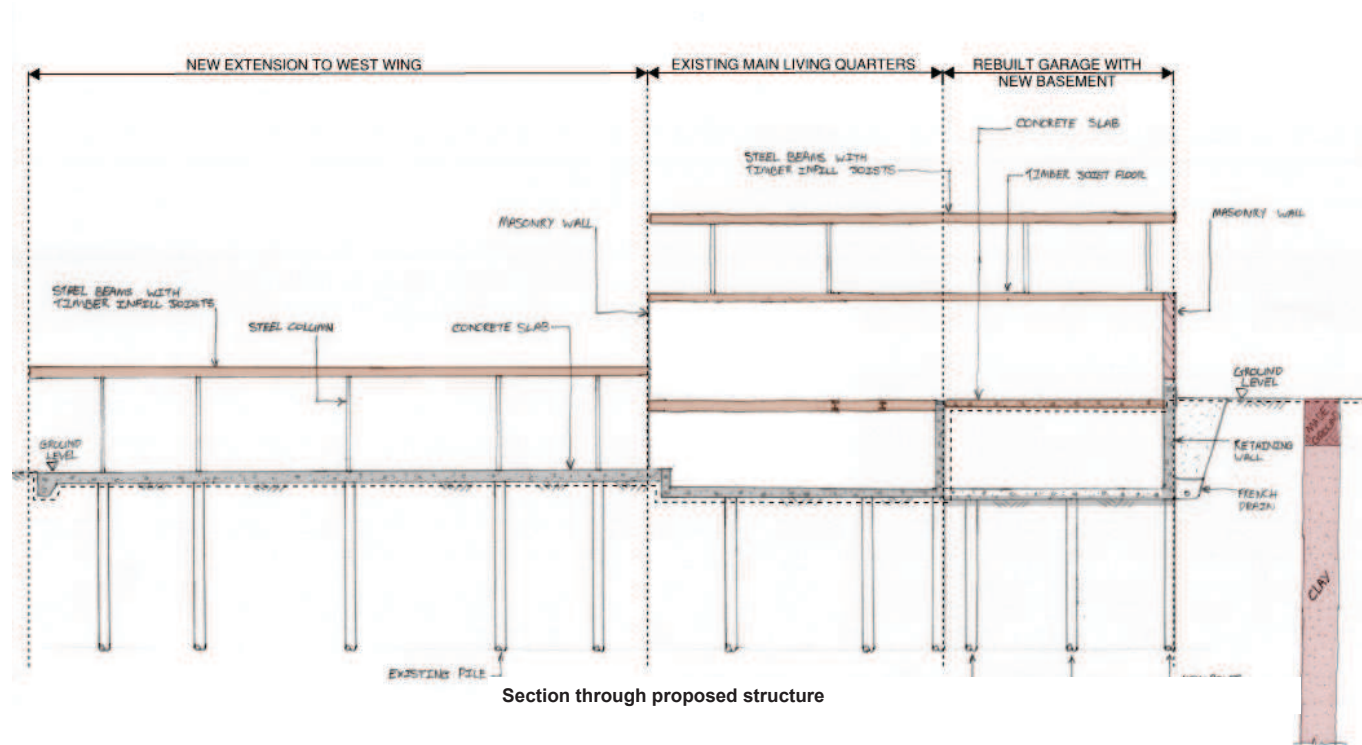 NEW EXTENSION TO WEST WING
EXISTING MAIN LIVING QUARTERS
REBUILT GARAGE WITH
NEW BASEMENT
CONCRETE SLAB
STEEL BEAMS WITH
TIMBER INFILL JOISTS
TIMBER JOIST FLOOR
MASONRY WALL
MASONRY WALL
STEEL BEAMS WITH
TIMBER INFILL JOISTS
STEEL COLUMN
CONCRETE SLAB
GROUND
LEVEL
GROUND
LEVEL
MADE
GROUND
RETAINING
WALL
FRENCH
DRAIN
CLAY
EXISTING PILE
Section through proposed structure